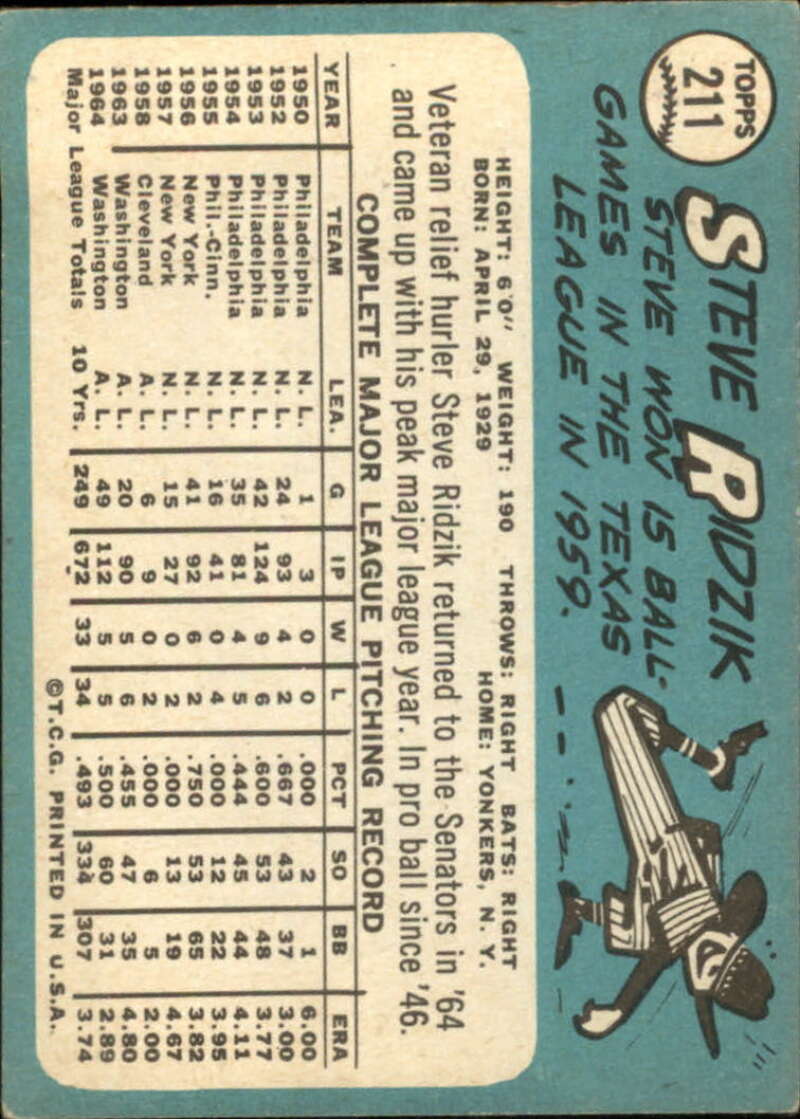 TOPPS
211
STEVE RIDZIK
STEVE WON 15 BALL-
GAMES IN THE TEXAS
LEAGUE IN 1959.
HEIGHT: 6'0" WEIGHT: 190 THROWS: RIGHT BATS: RIGHT
BORN: APRIL 29, 1929 HOME: YONKERS, N. Y.
Veteran relief hurler Steve Ridzik returned to the Senators in '64
and came up with his peak major league year. In pro ball since '46.
COMPLETE MAJOR LEAGUE PITCHING RECORD
YEAR TEAM LEA. G IP W L PCT SO BB ERA
1950 Philadelphia N. L. 1 3 0 0 .000 2 1 6.00
1952 Philadelphia N. L. 24 93 4 2 .667 43 37 3.00
1953 Philadelphia N. L. 42 124 9 6 .600 53 48 3.77
1954 Philadelphia N. L. 35 81 4 5 .444 45 44 4.11
1955 Phil.-Cinn. N. L. 16 41 0 4 .000 12 22 3.95
1956 New York N. L. 41 92 6 2 .750 53 65 3.82
1957 New York N. L. 15 27 0 2 .000 13 19 4.67
1958 Cleveland A. L. 6 9 0 2 .000 6 5 2.00
1963 Washington A. L. 20 90 5 6 .455 47 35 4.80
1964 Washington A. L. 49 112 5 5 .500 60 31 2.89
Major League Totals 10 Yrs. 249 672 33 34 .493 334 307 3.74
©T.C.G. PRINTED IN U.S.A.